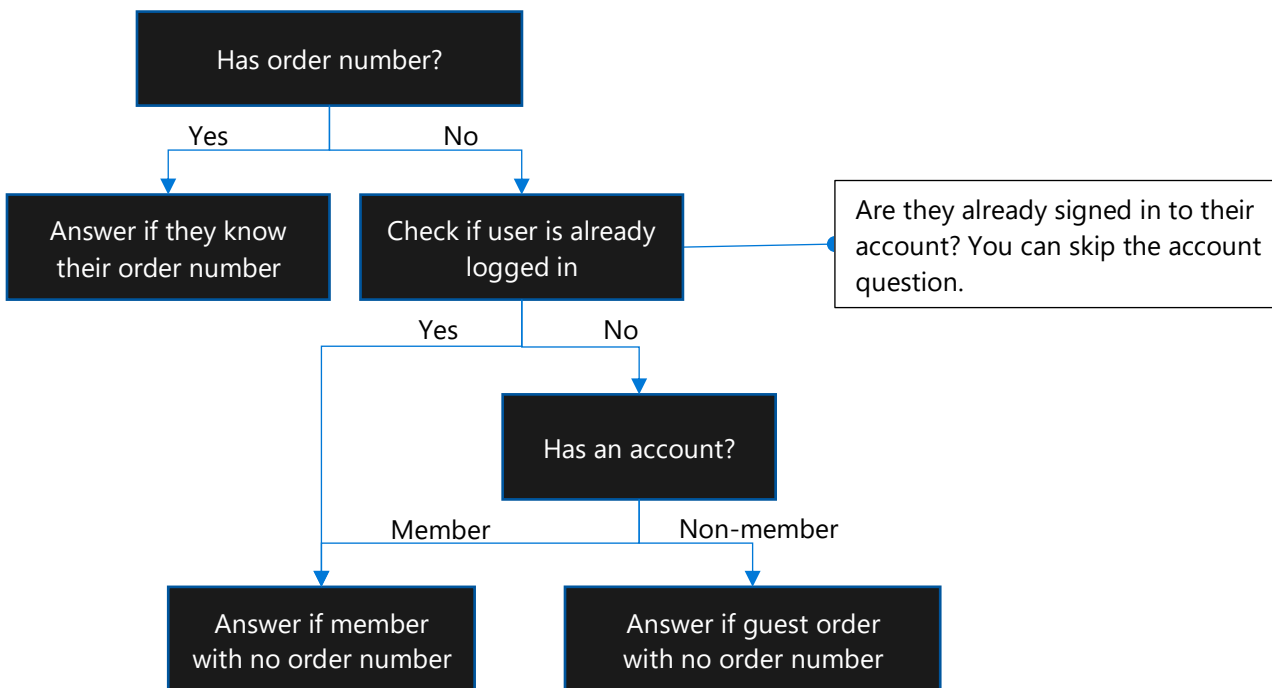 Has order number?
Yes
No
Answer if they know
their order number
Check if user is already
logged in
Are they already signed in to their
account? You can skip the account
question.
Yes
No
Has an account?
Member
Non-member
Answer if member
with no order number
Answer if guest order
with no order number